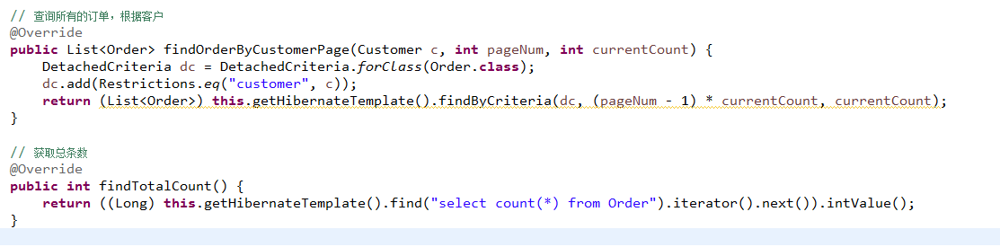 // 查询所有的订单，根据客户
@Override
public List<Order> findOrderByCustomerPage(Customer c, int pageNum, int currentCount) {
    DetachedCriteria dc = DetachedCriteria.forClass(Order.class);
    dc.add(Restrictions.eq("customer", c));
    return (List<Order>) this.getHibernateTemplate().findByCriteria(dc, (pageNum - 1) * currentCount, currentCount);
}
// 获取总条数
@Override
public int findTotalCount() {
    return ((Long) this.getHibernateTemplate().find("select count(*) from Order").iterator().next()).intValue();
}